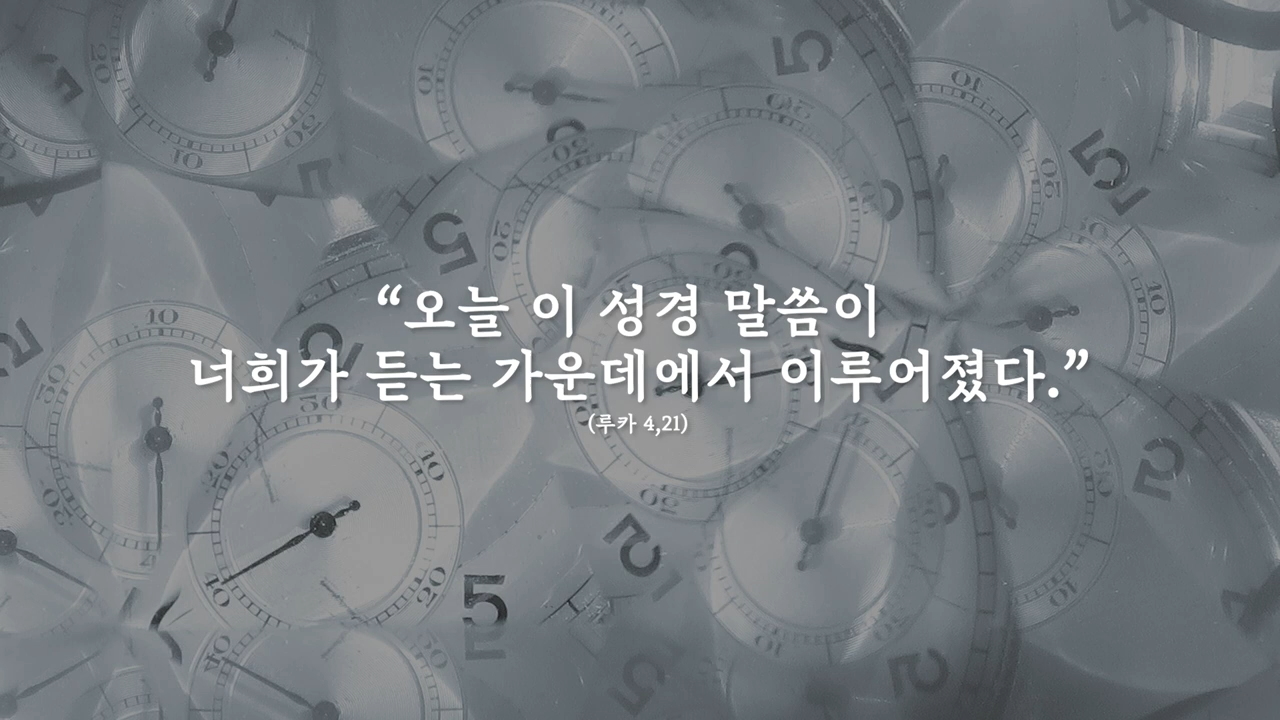 “오늘 이 성경 말씀이
너희가 듣는 가운데에서 이루어졌다.”
(루카 4,21)